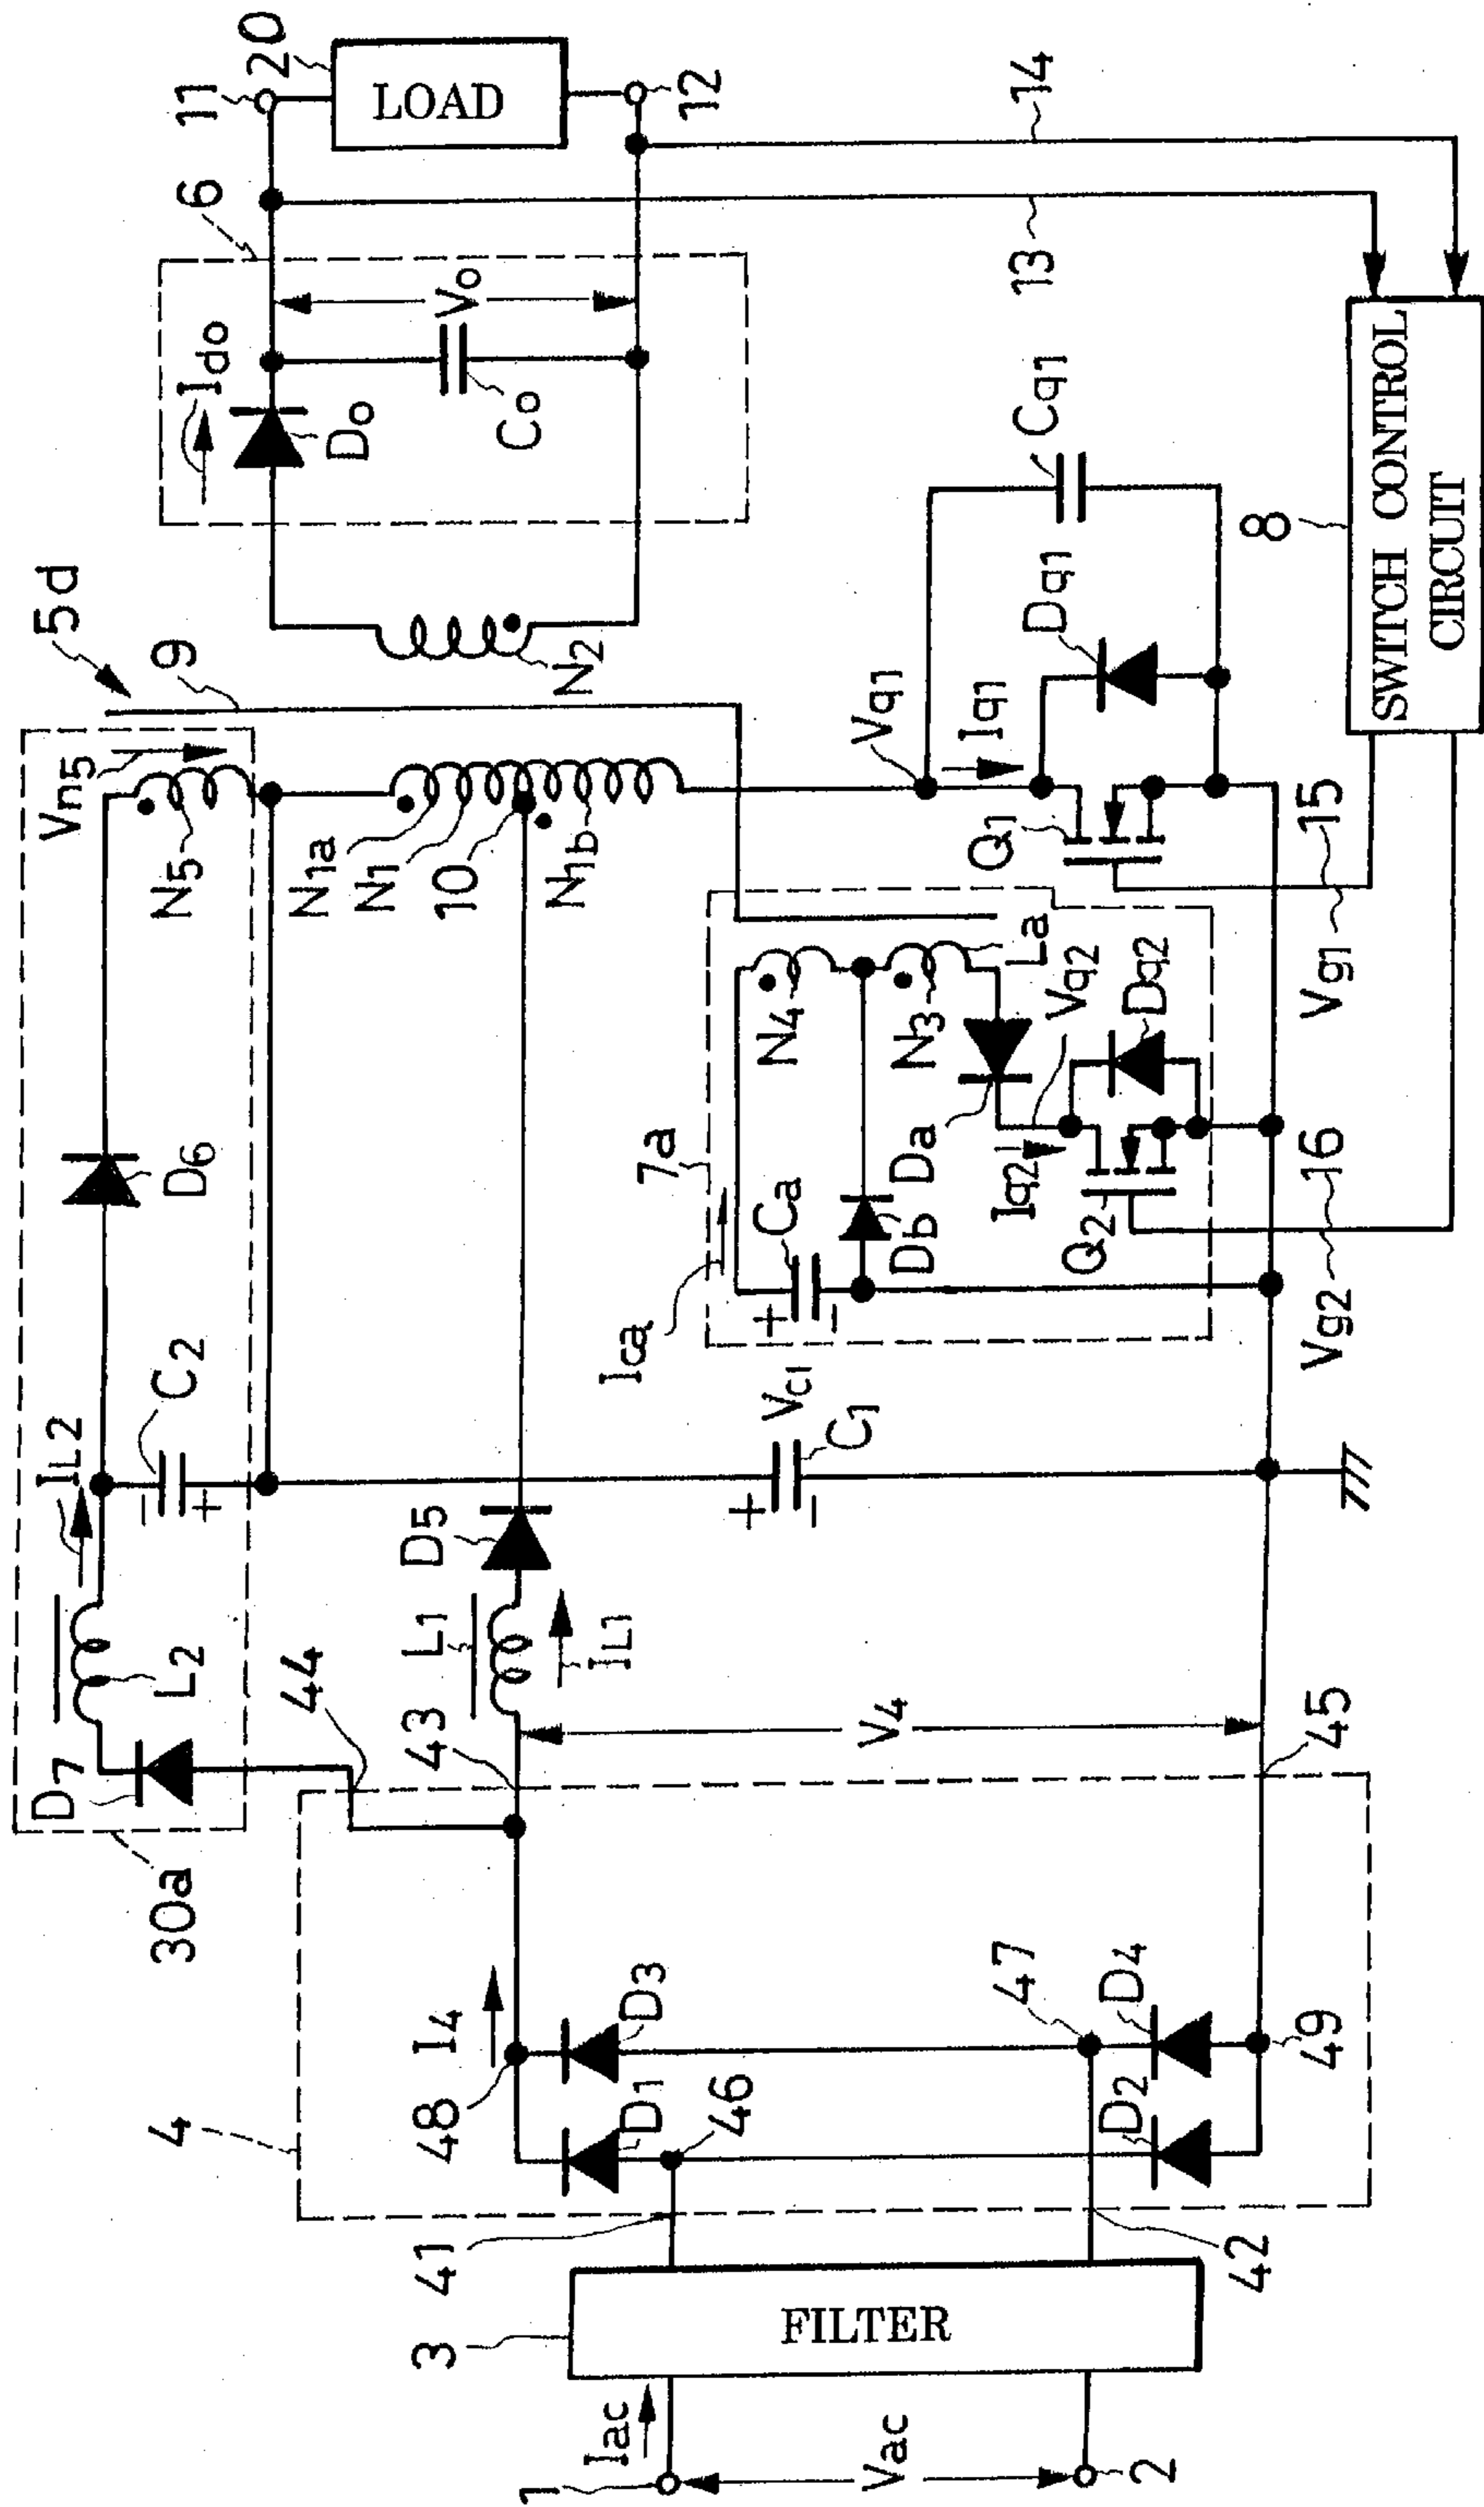 5d
Vn5
9
N5
D6
IL2
C2
L2
D7
30a
44
N1a
N1
10
N1b
N2
Ido
Do
Co
Vo
6
11
20
LOAD
12
14
13
D5
L1
IL1
43
V4
45
Vc1
C1
Ica
7a
Ca
Db
Da
N4
N3
La
Vq2
Iq2
Dq2
Q2
Vq1
Iq1
Q1
Dq1
Cq1
8
SWITCH CONTROL
CIRCUIT
15
Vg1
16
Vg2
4
I4
48
D3
D1
46
47
D4
D2
49
41
42
3
FILTER
Iac
1
Vac
2